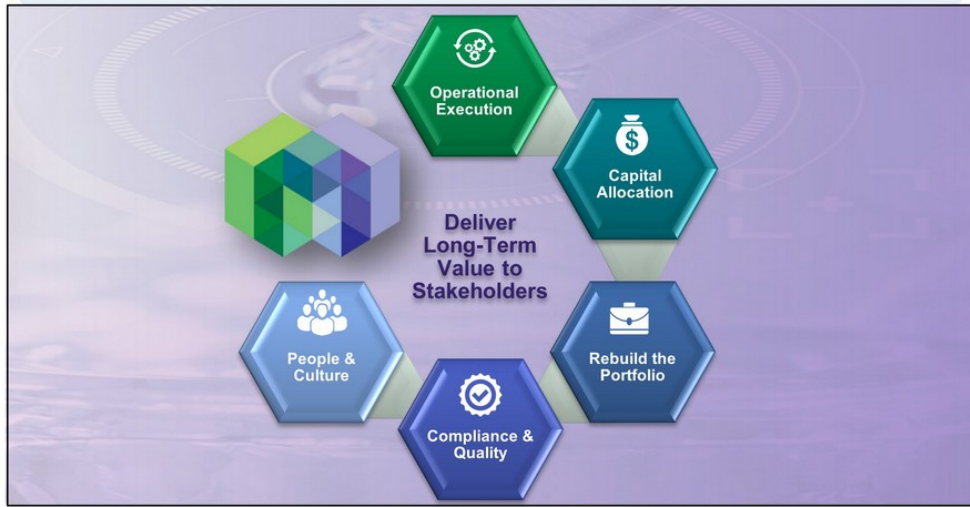 Operational
Execution
$
Capital
Allocation
Deliver
Long-Term
Value to
Stakeholders
People &
Culture
Rebuild the
Portfolio
Compliance &
Quality